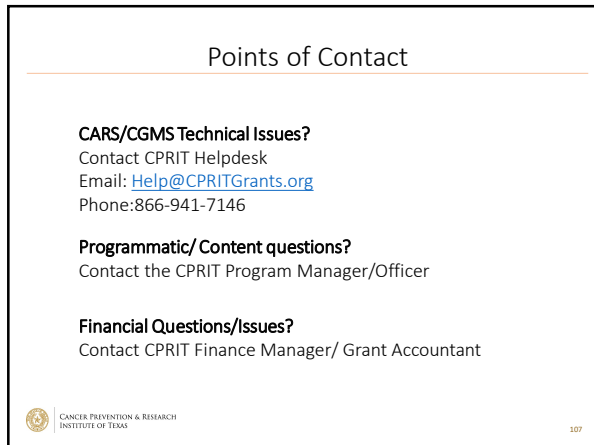 Points of Contact
CARS/CGMS Technical Issues?
Contact CPRIT Helpdesk
Email: Help@CPRITGrants.org
Phone:866-941-7146
Programmatic/ Content questions?
Contact the CPRIT Program Manager/Officer
Financial Questions/Issues?
Contact CPRIT Finance Manager/ Grant Accountant
CANCER PREVENTION & RESEARCH
INSTITUTE OF TEXAS
107